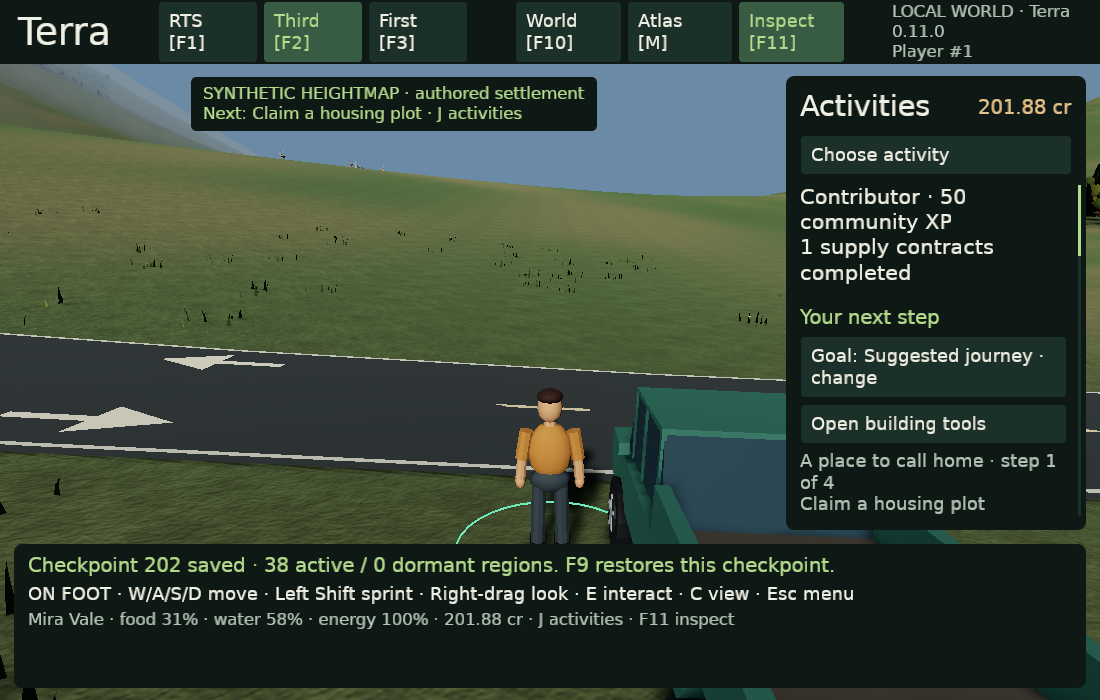 Terra
RTS
[F1]
Third
[F2]
First
[F3]
World
[F10]
Atlas
[M]
Inspect
[F11]
LOCAL WORLD · Terra
0.11.0
Player #1
SYNTHETIC HEIGHTMAP · authored settlement
Next: Claim a housing plot · J activities
Activities
201.88 cr
Choose activity
Contributor · 50
community XP
1 supply contracts
completed
Your next step
Goal: Suggested journey ·
change
Open building tools
A place to call home · step 1
of 4
Claim a housing plot
Checkpoint 202 saved · 38 active / 0 dormant regions. F9 restores this checkpoint.
ON FOOT · W/A/S/D move · Left Shift sprint · Right-drag look · E interact · C view · Esc menu
Mira Vale · food 31% · water 58% · energy 100% · 201.88 cr · J activities · F11 inspect